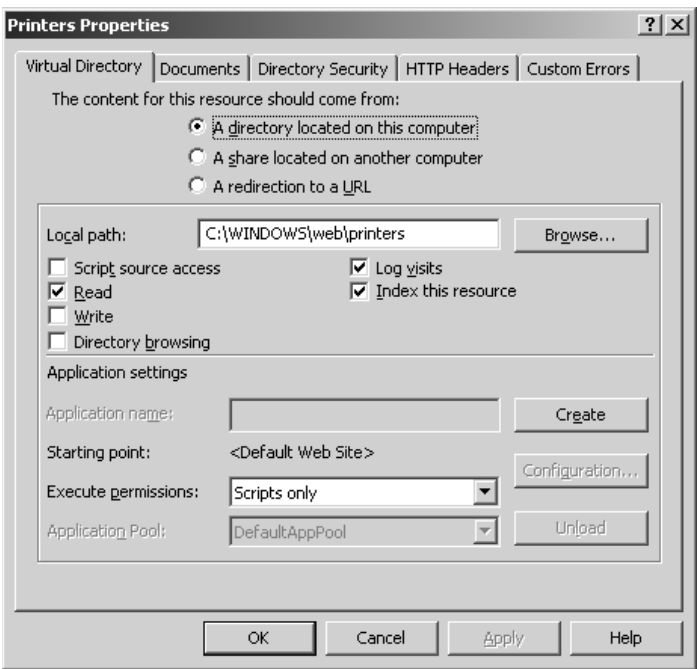 Printers Properties
Virtual Directory Documents Directory Security HTTP Headers Custom Errors
The content for this resource should come from:
A directory located on this computer
A share located on another computer
A redirection to a URL
Local path: C:\WINDOWS\web\printers Browse...
Script source access Log visits
Read Index this resource
Write
Directory browsing
Application settings
Application name: Create
Starting point: <Default Web Site>
Configuration...
Execute permissions: Scripts only
Application Pool: DefaultAppPool Unload
OK Cancel Apply Help